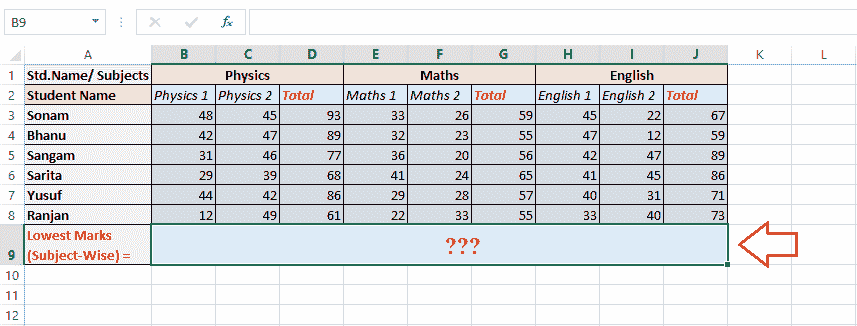 B9 fx
A B C D E F G H I J K L
1 Std.Name/ Subjects Physics Maths English
2 Student Name Physics 1 Physics 2 Total Maths 1 Maths 2 Total English 1 English 2 Total
3 Sonam 48 45 93 33 26 59 45 22 67
4 Bhanu 42 47 89 32 23 55 47 12 59
5 Sangam 31 46 77 36 20 56 42 47 89
6 Sarita 29 39 68 41 24 65 41 45 86
7 Yusuf 44 42 86 29 28 57 40 31 71
8 Ranjan 12 49 61 22 33 55 33 40 73
Lowest Marks
9 (Subject-Wise) = ???
10
11
12